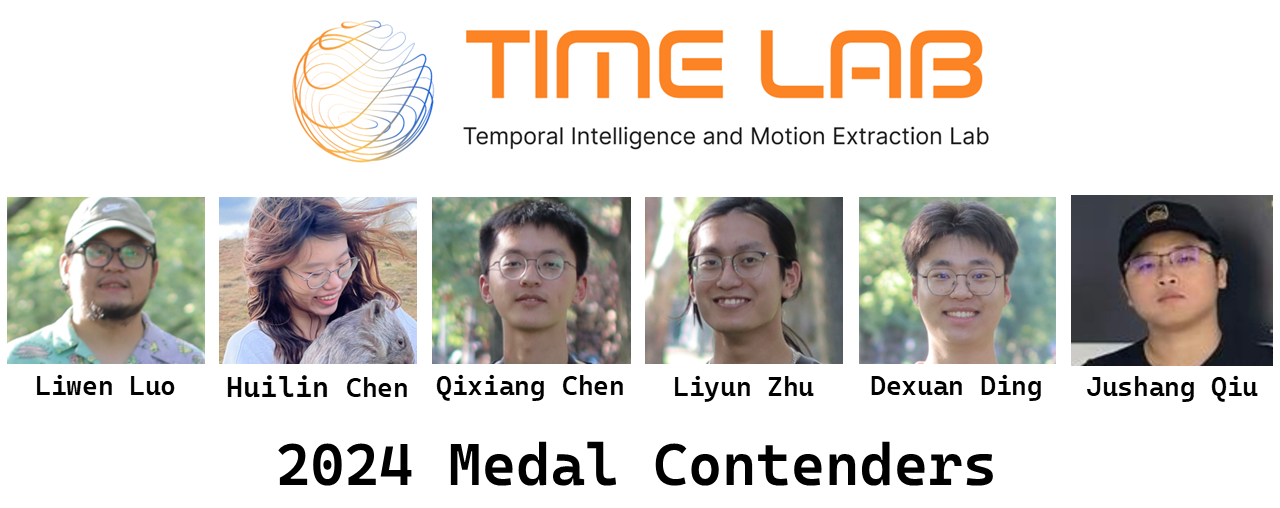 TIME LAB
Temporal Intelligence and Motion Extraction Lab
Liwen Luo
Huilin Chen
Qixiang Chen
Liyun Zhu
Dexuan Ding
Jushang Qiu
2024 Medal Contenders